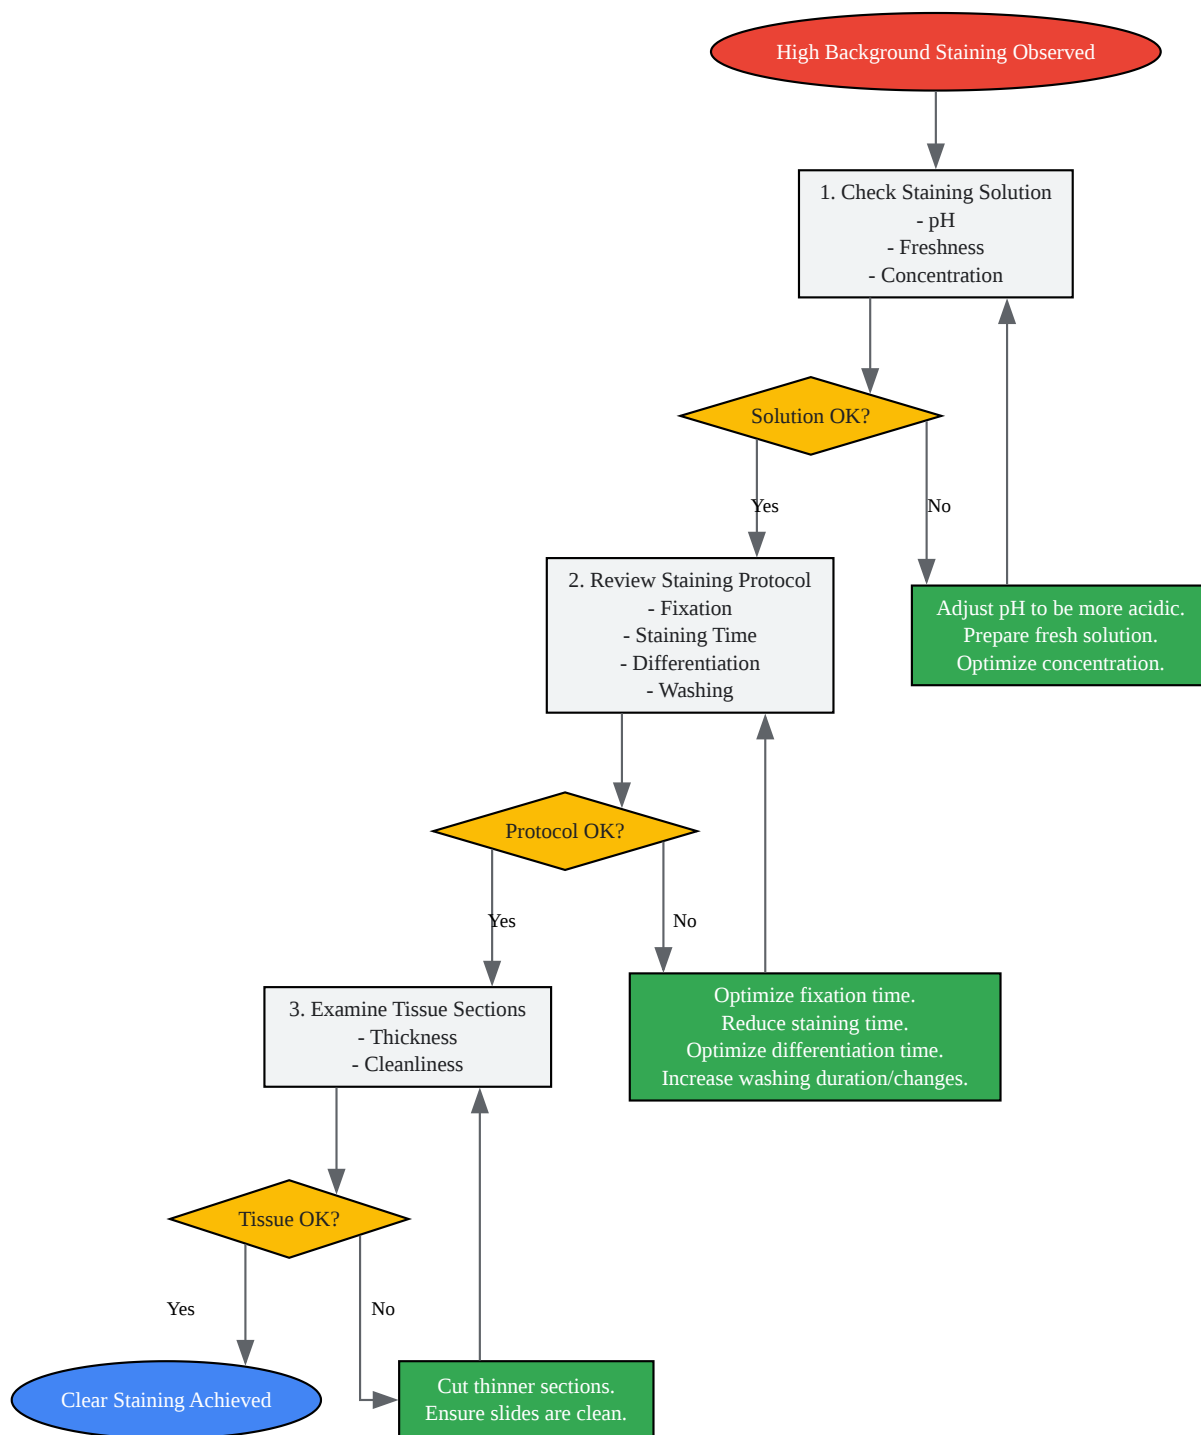 High Background Staining Observed
1. Check Staining Solution
- pH
- Freshness
- Concentration
Solution OK?
Yes
No
2. Review Staining Protocol
- Fixation
- Staining Time
- Differentiation
- Washing
Adjust pH to be more acidic.
Prepare fresh solution.
Optimize concentration.
Protocol OK?
Yes
No
3. Examine Tissue Sections
- Thickness
- Cleanliness
Optimize fixation time.
Reduce staining time.
Optimize differentiation time.
Increase washing duration/changes.
Tissue OK?
Yes
No
Clear Staining Achieved
Cut thinner sections.
Ensure slides are clean.